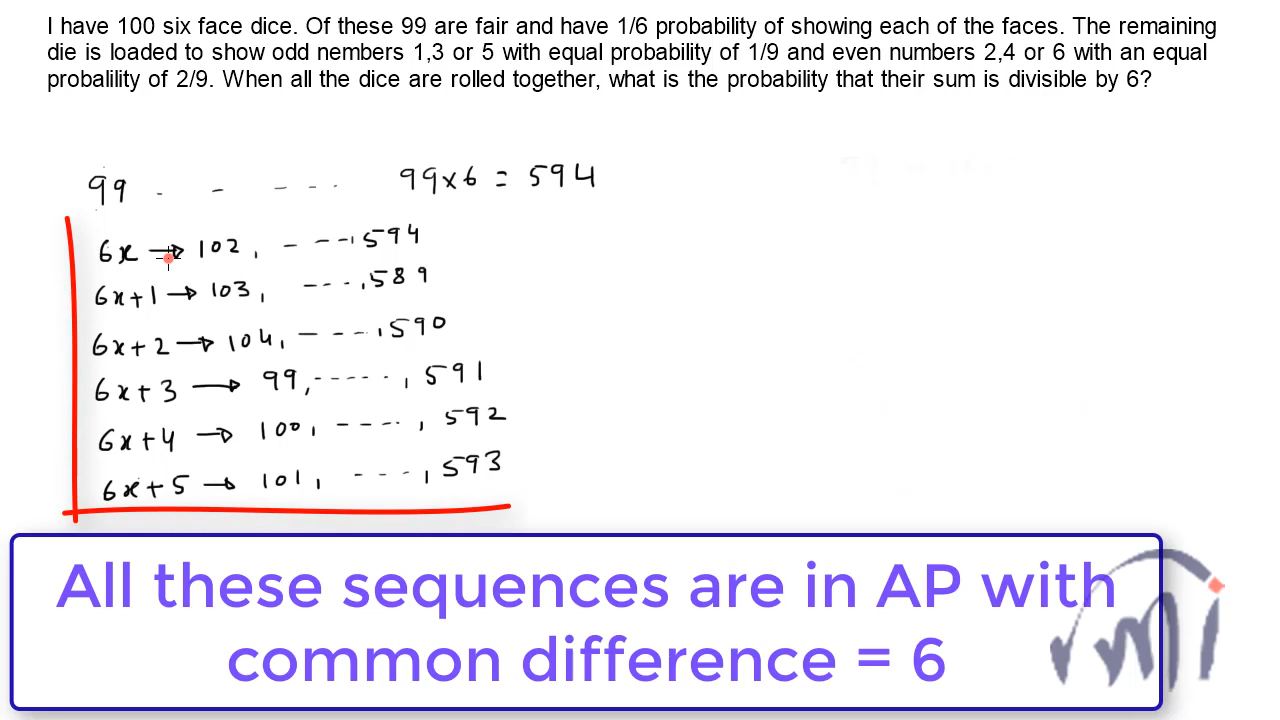 I have 100 six face dice. Of these 99 are fair and have 1/6 probability of showing each of the faces. The remaining
die is loaded to show odd nembers 1,3 or 5 with equal probability of 1/9 and even numbers 2,4 or 6 with an equal
probalility of 2/9. When all the dice are rolled together, what is the probability that their sum is divisible by 6?
99 . - - - . . 99×6 = 594
6x → 102, - - - - , 594
6x+1 → 103, - - - . , 589
6x+2 → 104, - - - - , 590
6x+3 → 99, - - - - - , 591
6x+4 → 100, - - - - , 592
6x+5 → 101, - - - , 593
All these sequences are in AP with
common difference = 6
rmi